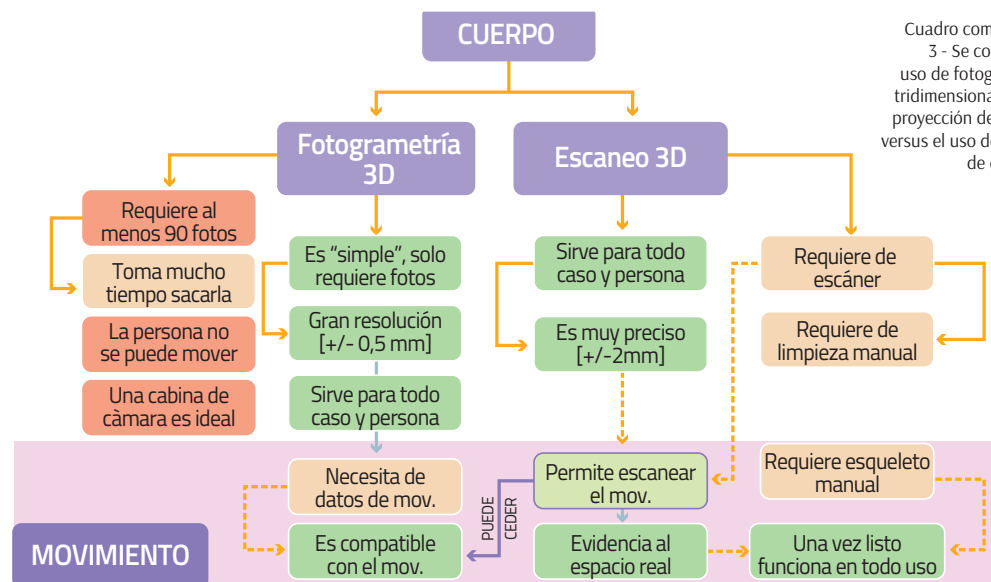 CUERPO
Cuadro com
3 - Se co
uso de fotog
tridimensiona
proyección de
versus el uso de
de
Fotogrametría
3D
Escaneo 3D
Requiere al
menos 90 fotos
Toma mucho
tiempo sacarla
La persona no
se puede mover
Una cabina de
càmara es ideal
Es “simple”, solo
requiere fotos
Gran resolución
[+/- 0,5 mm]
Sirve para todo
caso y persona
Sirve para todo
caso y persona
Es muy preciso
[+/-2mm]
Requiere de
escáner
Requiere de
limpieza manual
MOVIMIENTO
Necesita de
datos de mov.
Es compatible
con el mov.
PUEDE
CEDER
Permite escanear
el mov.
Evidencia al
espacio real
Requiere esqueleto
manual
Una vez listo
funciona en todo uso